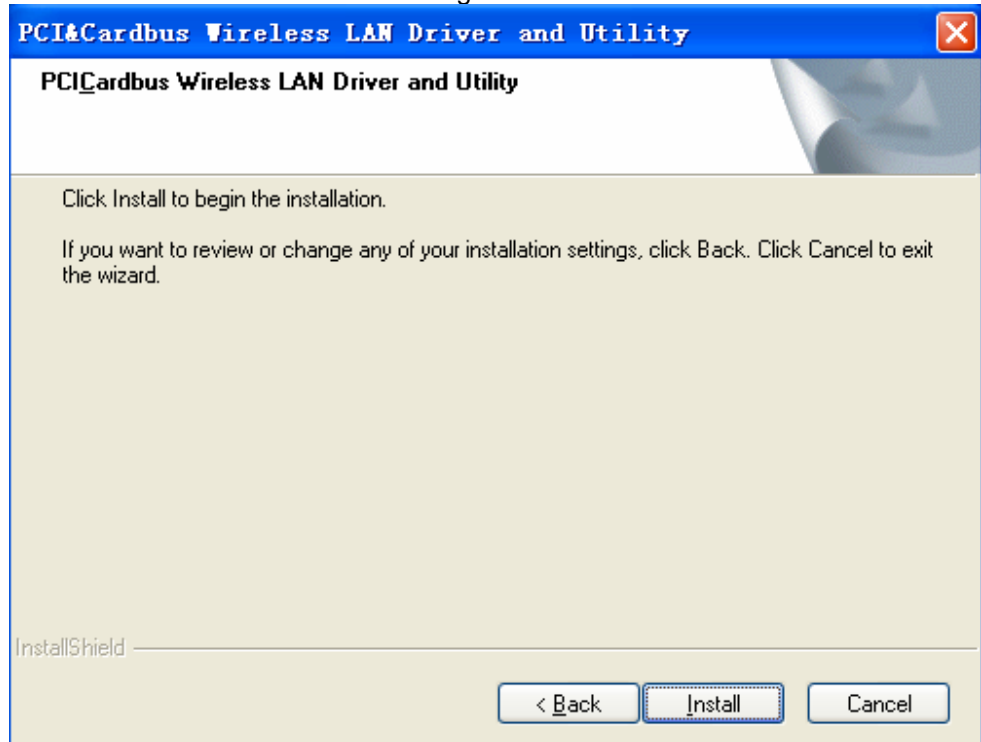 PCI&Cardbus Wireless LAN Driver and Utility
PCICardbus Wireless LAN Driver and Utility
Click Install to begin the installation.
If you want to review or change any of your installation settings, click Back. Click Cancel to exit
the wizard.
InstallShield
< Back Install Cancel